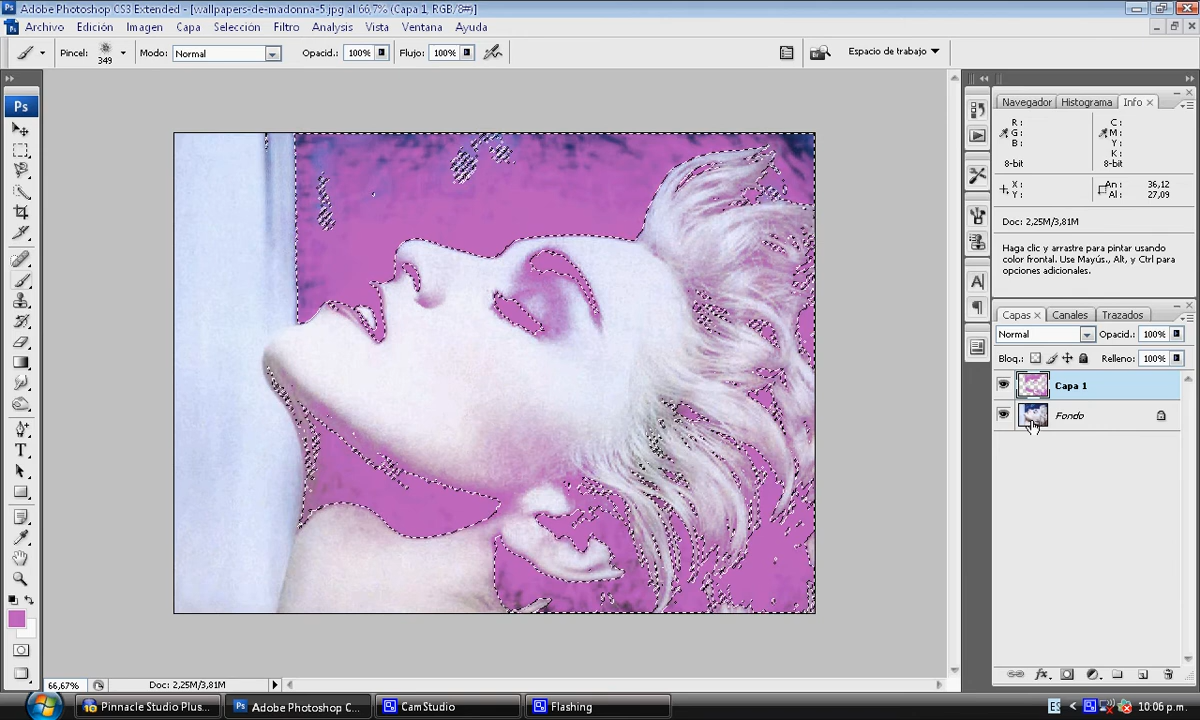 Ps Adobe Photoshop CS3 Extended - [wallpapers-de-madonna-5.jpg al 66,7% (Capa 1, RGB/8#)]
Archivo Edición Imagen Capa Selección Filtro Análisis Vista Ventana Ayuda
Pincel: 349 Modo: Normal Opacid.: 100% Flujo: 100% Espacio de trabajo
Ps
Navegador Histograma Info
R: C:
G: M:
B: Y:
K:
8-bit 8-bit
X: An: 36,12
Y: Al: 27,09
Doc: 2,25M/3,81M
Haga clic y arrastre para pintar usando
color frontal. Use Mayús., Alt, y Ctrl para
opciones adicionales.
Capas Canales Trazados
Normal Opacid.: 100%
Bloq.: Relleno: 100%
Capa 1
Fondo
T
A
fx
66,67% Doc: 2,25M/3,81M
Pinnacle Studio Plus... Ps Adobe Photoshop C... CamStudio Flashing ES 10:06 p.m.